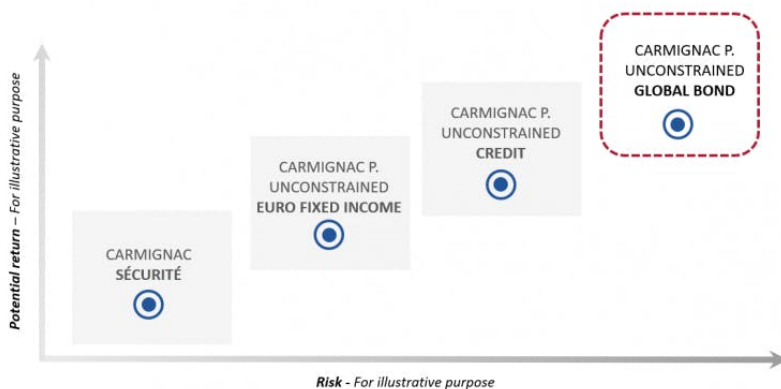 CARMIGNAC P.
UNCONSTRAINED
GLOBAL BOND
CARMIGNAC P.
UNCONSTRAINED
CREDIT
CARMIGNAC P.
UNCONSTRAINED
EURO FIXED INCOME
CARMIGNAC
SÉCURITÉ
Potential return – For illustrative purpose
Risk - For illustrative purpose